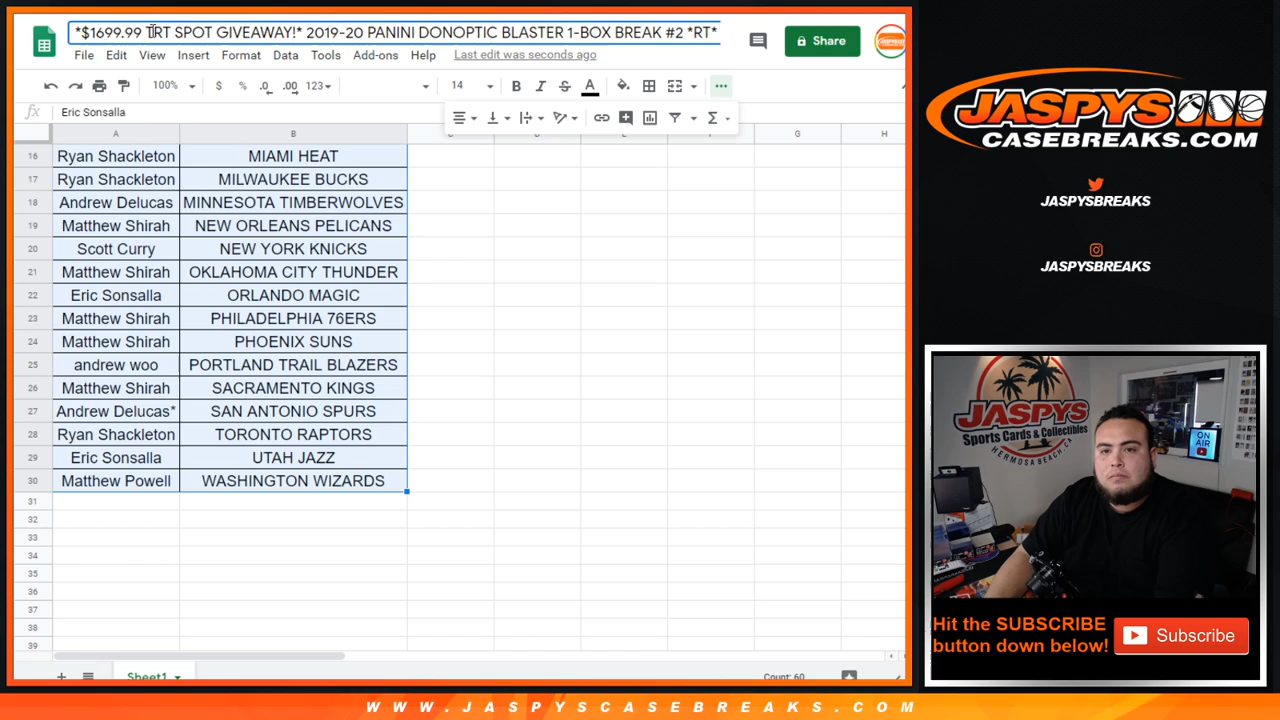 *$1699.99 TRT SPOT GIVEAWAY!* 2019-20 PANINI DONOPTIC BLASTER 1-BOX BREAK #2 *RT*
File Edit View Insert Format Data Tools Add-ons Help Last edit was seconds ago
Share
100% $ % .0 .00 123 14 B I S A
fx Eric Sonsalla
A B C D E F G H
16 Ryan Shackleton MIAMI HEAT
17 Ryan Shackleton MILWAUKEE BUCKS
18 Andrew Delucas MINNESOTA TIMBERWOLVES
19 Matthew Shirah NEW ORLEANS PELICANS
20 Scott Curry NEW YORK KNICKS
21 Matthew Shirah OKLAHOMA CITY THUNDER
22 Eric Sonsalla ORLANDO MAGIC
23 Matthew Shirah PHILADELPHIA 76ERS
24 Matthew Shirah PHOENIX SUNS
25 andrew woo PORTLAND TRAIL BLAZERS
26 Matthew Shirah SACRAMENTO KINGS
27 Andrew Delucas* SAN ANTONIO SPURS
28 Ryan Shackleton TORONTO RAPTORS
29 Eric Sonsalla UTAH JAZZ
30 Matthew Powell WASHINGTON WIZARDS
31
32
33
34
35
36
37
38
39
Sheet1
Count: 60
JASPYS
CASEBREAKS.COM
JASPYSBREAKS
JASPYSBREAKS
JASPYS
Sports Cards & Collectibles
HERMOSA BEACH, CA
ON
AIR
Hit the SUBSCRIBE
button down below!
Subscribe
WWW.JASPYSCASEBREAKS.COM